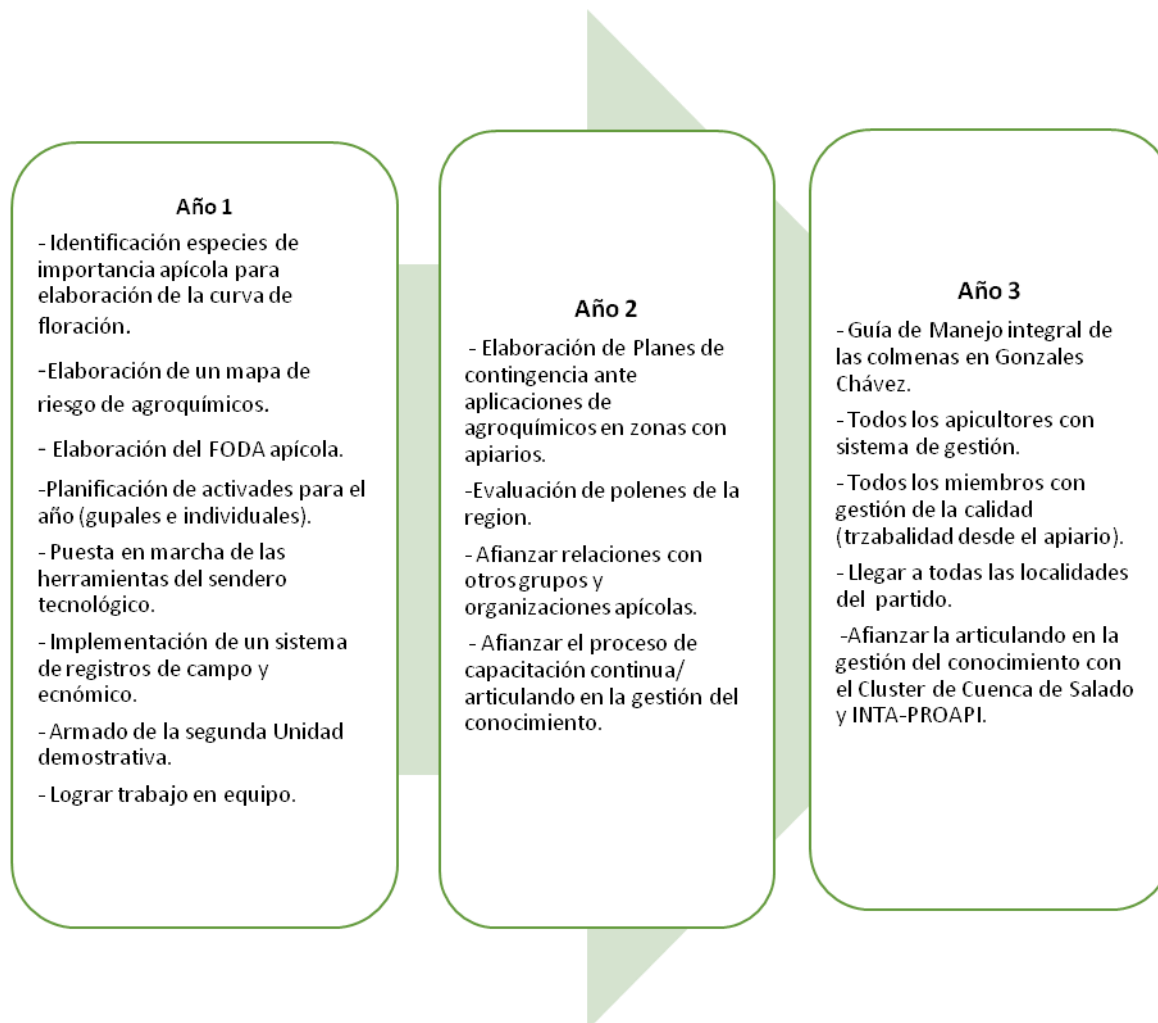 Año 1
- Identificación especies de
importancia apícola para
elaboración de la curva de
floración.
-Elaboración de un mapa de
riesgo de agroquímicos.
- Elaboración del FODA apícola.
-Planificación de activades para el
año (gupales e individuales).
- Puesta en marcha de las
herramientas del sendero
tecnológico.
- Implementación de un sistema
de registros de campo y
ecnómico.
- Armado de la segunda Unidad
demostrativa.
- Lograr trabajo en equipo.
Año 2
- Elaboración de Planes de
contingencia ante
aplicaciones de
agroquímicos en zonas con
apiarios.
-Evaluación de polenes de la
region.
- Afianzar relaciones con
otros grupos y
organizaciones apícolas.
- Afianzar el proceso de
capacitación continua/
articulando en la gestión del
conocimiento.
Año 3
- Guía de Manejo integral de
las colmenas en Gonzales
Chávez.
- Todos los apicultores con
sistema de gestión.
- Todos los miembros con
gestión de la calidad
(trzabalidad desde el apiario).
- Llegar a todas las localidades
del partido.
-Afianzar la articulando en la
gestión del conocimiento con
el Cluster de Cuenca de Salado
y INTA-PROAPI.